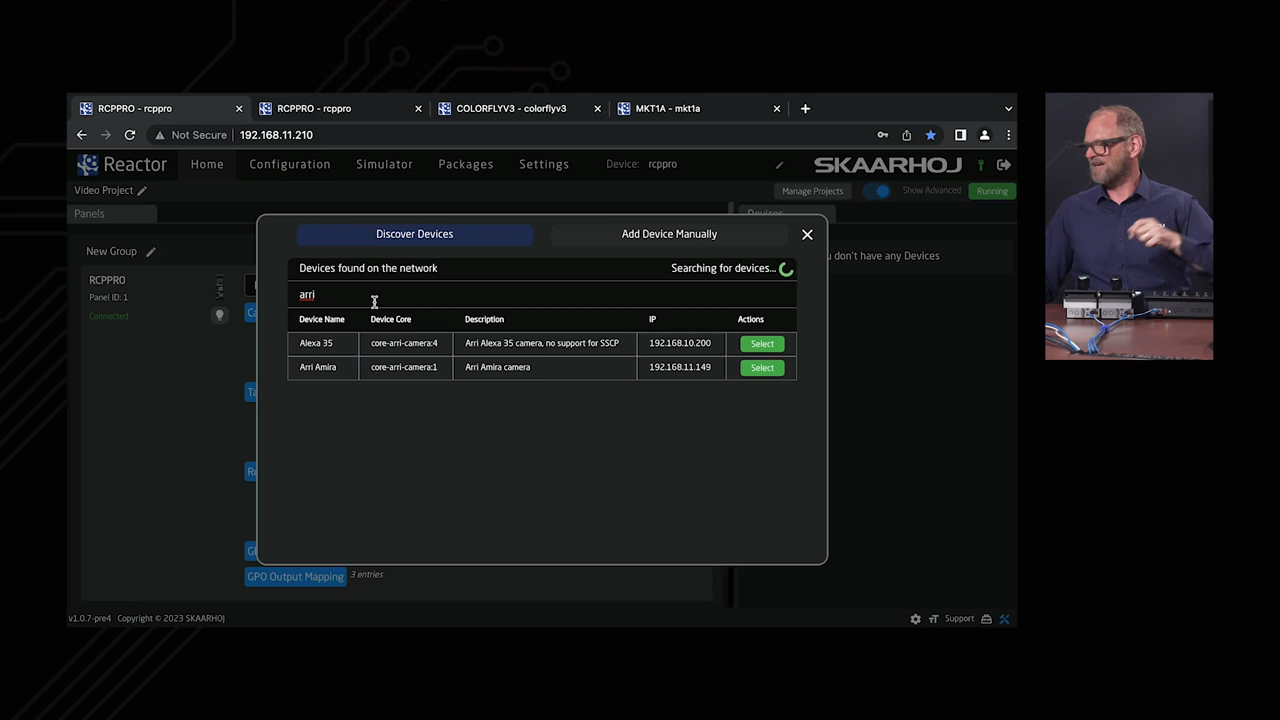 RCPPRO - rcppro
RCPPRO - rcppro
COLORFLYV3 - colorflyv3
MKT1A - mkt1a
Not Secure
192.168.11.210
Reactor
Home
Configuration
Simulator
Packages
Settings
Device:
rcppro
SKAARHOJ
Video Project
Manage Projects
Show Advanced
Running
Panels
Devices
Discover Devices
Add Device Manually
New Group
u don't have any Devices
Devices found on the network
Searching for devices...
RCPPRO
Panel ID: 1
Connected
arri
Device Name
Device Core
Description
IP
Actions
Alexa 35
core-arri-camera:4
Arri Alexa 35 camera, no support for SSCP
192.168.10.200
Select
Arri Amira
core-arri-camera:1
Arri Amira camera
192.168.11.149
Select
Ca
Ta
GPO Output Mapping
3 entries
v1.0.7-pre4
Copyright © 2023 SKAARHOJ
Support